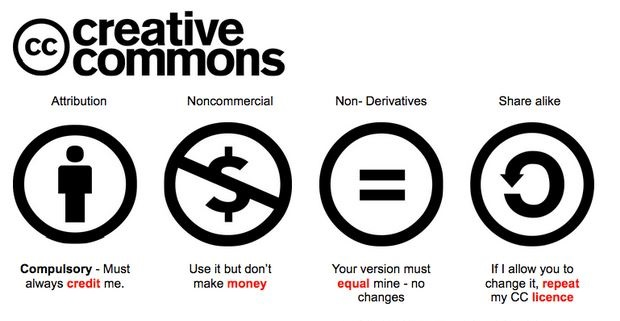 cc creative
commons
Attribution
Noncommercial
Non- Derivatives
Share alike
$
=
Compulsory - Must
always credit me.
Use it but don't
make money
Your version must
equal mine - no
changes
If I allow you to
change it, repeat
my CC licence